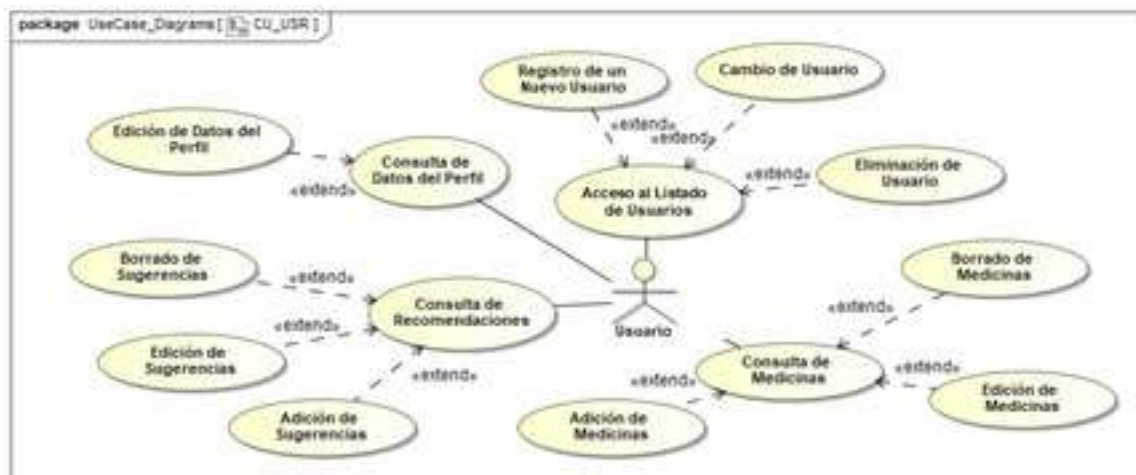 package UseCase_Diagrams [ CU_USR ]
Registro de un
Nuevo Usuario
Cambio de Usuario
Edición de Datos del
Perfil
«extend»
«extend»
Consulta de
Datos del Perfil
«extend»
Eliminación de
Usuario
«extend»
Acceso al Listado
de Usuarios
Borrado de
Sugerencias
«extend»
Borrado de
Medicinas
Consulta de
Recomendaciones
«extend»
Usuario
«extend»
Edición de
Sugerencias
Consulta de
Medicinas
«extend»
«extend»
«extend»
Edición de
Medicinas
Adición de
Sugerencias
Adición de
Medicinas